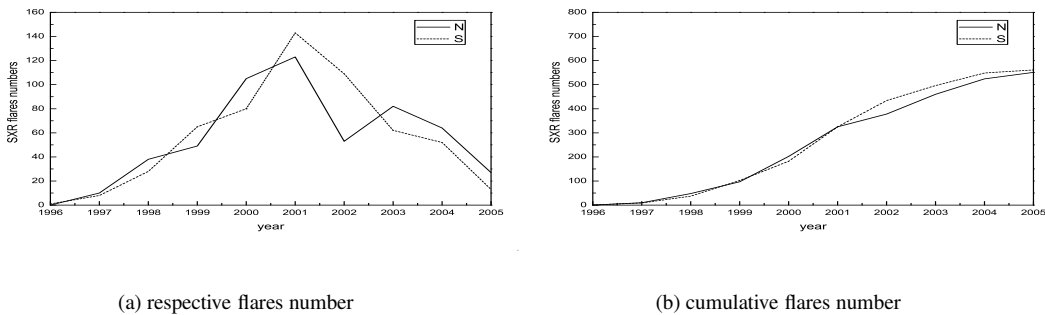 160
140
120
100
80
60
40
20
0
SXR flares numbers
N
S
1996 1997 1998 1999 2000 2001 2002 2003 2004 2005
year
800
700
600
500
400
300
200
100
0
SXR flares numbers
N
S
1996 1997 1998 1999 2000 2001 2002 2003 2004 2005
year
(a) respective flares number
(b) cumulative flares number